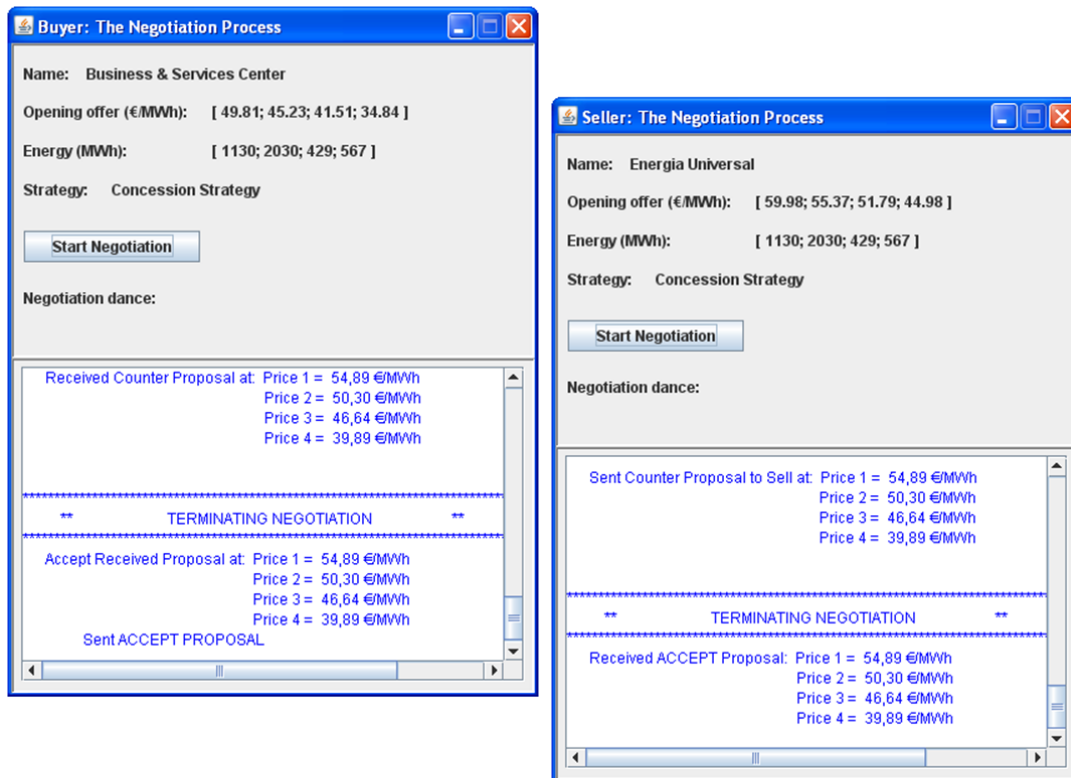 Buyer: The Negotiation Process
Name: Business & Services Center
Opening offer (€/MWh): [ 49.81; 45.23; 41.51; 34.84 ]
Energy (MWh): [ 1130; 2030; 429; 567 ]
Strategy: Concession Strategy
Start Negotiation
Negotiation dance:
Received Counter Proposal at: Price 1 = 54,89 €/MWh
Price 2 = 50,30 €/MWh
Price 3 = 46,64 €/MWh
Price 4 = 39,89 €/MWh
********************************************************************************
** TERMINATING NEGOTIATION **
********************************************************************************
Accept Received Proposal at: Price 1 = 54,89 €/MWh
Price 2 = 50,30 €/MWh
Price 3 = 46,64 €/MWh
Price 4 = 39,89 €/MWh
Sent ACCEPT PROPOSAL
Seller: The Negotiation Process
Name: Energia Universal
Opening offer (€/MWh): [ 59.98; 55.37; 51.79; 44.98 ]
Energy (MWh): [ 1130; 2030; 429; 567 ]
Strategy: Concession Strategy
Start Negotiation
Negotiation dance:
Sent Counter Proposal to Sell at: Price 1 = 54,89 €/MWh
Price 2 = 50,30 €/MWh
Price 3 = 46,64 €/MWh
Price 4 = 39,89 €/MWh
********************************************************************************
** TERMINATING NEGOTIATION **
********************************************************************************
Received ACCEPT Proposal: Price 1 = 54,89 €/MWh
Price 2 = 50,30 €/MWh
Price 3 = 46,64 €/MWh
Price 4 = 39,89 €/MWh